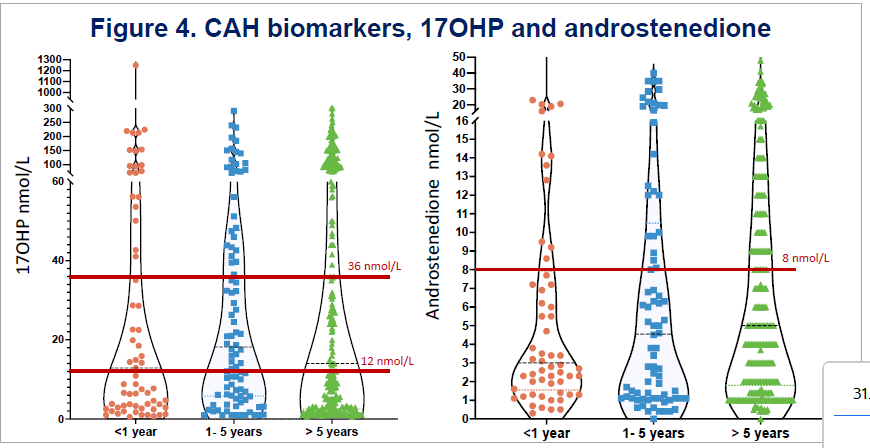 Figure 4. CAH biomarkers, 17OHP and androstenedione
17OHP nmol/L
1300
1200
1100
1000
300
250
200
150
100
60
40
20
0
36 nmol/L
12 nmol/L
<1 year
1- 5 years
> 5 years
Androstenedione nmol/L
50
40
30
20
16
14
13
12
11
10
9
8
7
6
5
4
3
2
1
0
8 nmol/L
<1 year
1- 5 years
> 5 years
31.